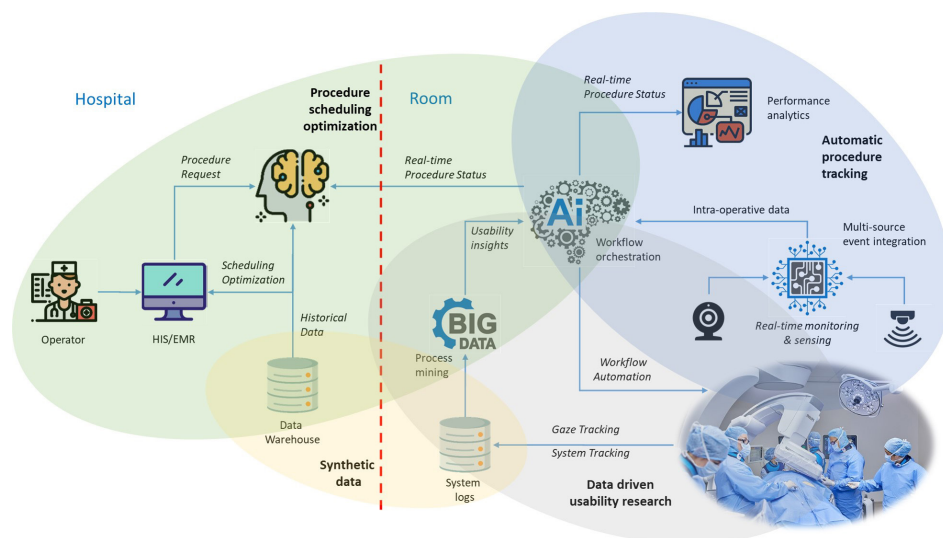 Hospital
Procedure
scheduling
optimization
Room
Real-time
Procedure Status
Performance
analytics
Automatic
procedure
tracking
Procedure
Request
Real-time
Procedure Status
Ai
Intra-operative data
Usability
insights
Workflow
orchestration
Multi-source
event integration
Scheduling
Optimization
Operator
HIS/EMR
Historical
Data
BIG
DATA
Process
mining
Real-time monitoring
& sensing
Workflow
Automation
Data
Warehouse
Gaze Tracking
System Tracking
Synthetic
data
System
logs
Data driven
usability research